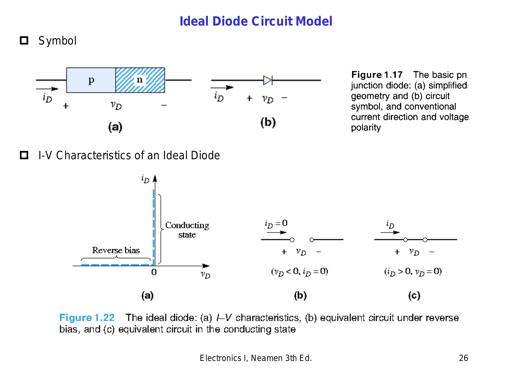 Ideal Diode Circuit Model
Symbol
p n
i_D + v_D −
(a)
i_D + v_D −
(b)
Figure 1.17 The basic pn
junction diode: (a) simplified
geometry and (b) circuit
symbol, and conventional
current direction and voltage
polarity
I-V Characteristics of an Ideal Diode
i_D
Conducting
state
Reverse bias
0 v_D
(a)
i_D = 0
+ v_D −
(v_D < 0, i_D = 0)
(b)
i_D
+ v_D −
(i_D > 0, v_D = 0)
(c)
Figure 1.22 The ideal diode: (a) I–V characteristics, (b) equivalent circuit under reverse
bias, and (c) equivalent circuit in the conducting state
Electronics I, Neamen 3th Ed. 26